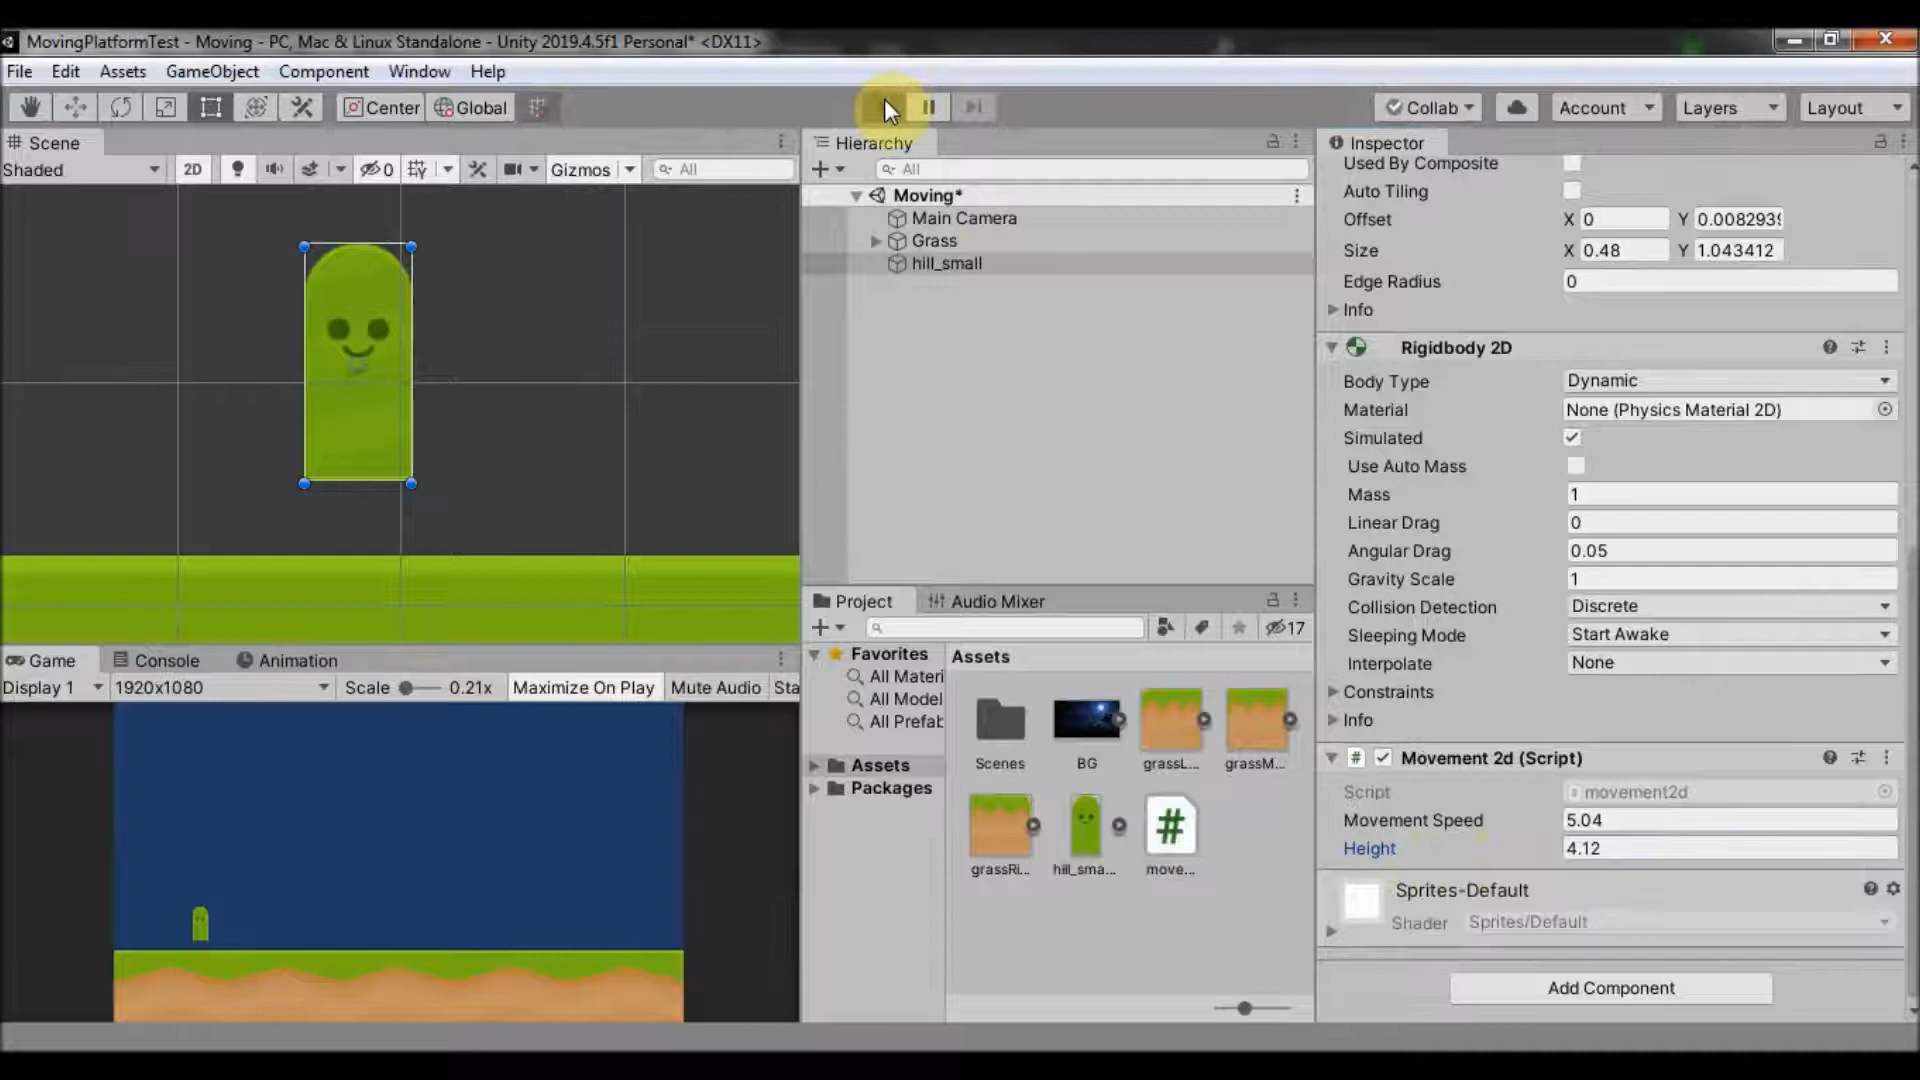 MovingPlatformTest - Moving - PC, Mac & Linux Standalone - Unity 2019.4.5f1 Personal* <DX11>
File Edit Assets GameObject Component Window Help
Center Global Collab Account Layers Layout
Scene
Shaded 2D 0 Gizmos All
Hierarchy
All
Moving*
Main Camera
Grass
hill_small
Game Console Animation
Display 1 1920x1080 Scale 0.21x Maximize On Play Mute Audio Sta
Project Audio Mixer
17
Favorites
All Materi
All Model
All Prefab
Assets
Packages
Assets
Scenes BG grassL... grassM...
grassRi... hill_sma... move...
Inspector
Used By Composite
Auto Tiling
Offset X 0 Y 0.008293
Size X 0.48 Y 1.043412
Edge Radius 0
Info
Rigidbody 2D
Body Type Dynamic
Material None (Physics Material 2D)
Simulated
Use Auto Mass
Mass 1
Linear Drag 0
Angular Drag 0.05
Gravity Scale 1
Collision Detection Discrete
Sleeping Mode Start Awake
Interpolate None
Constraints
Info
# Movement 2d (Script)
Script movement2d
Movement Speed 5.04
Height 4.12
Sprites-Default
Shader Sprites/Default
Add Component